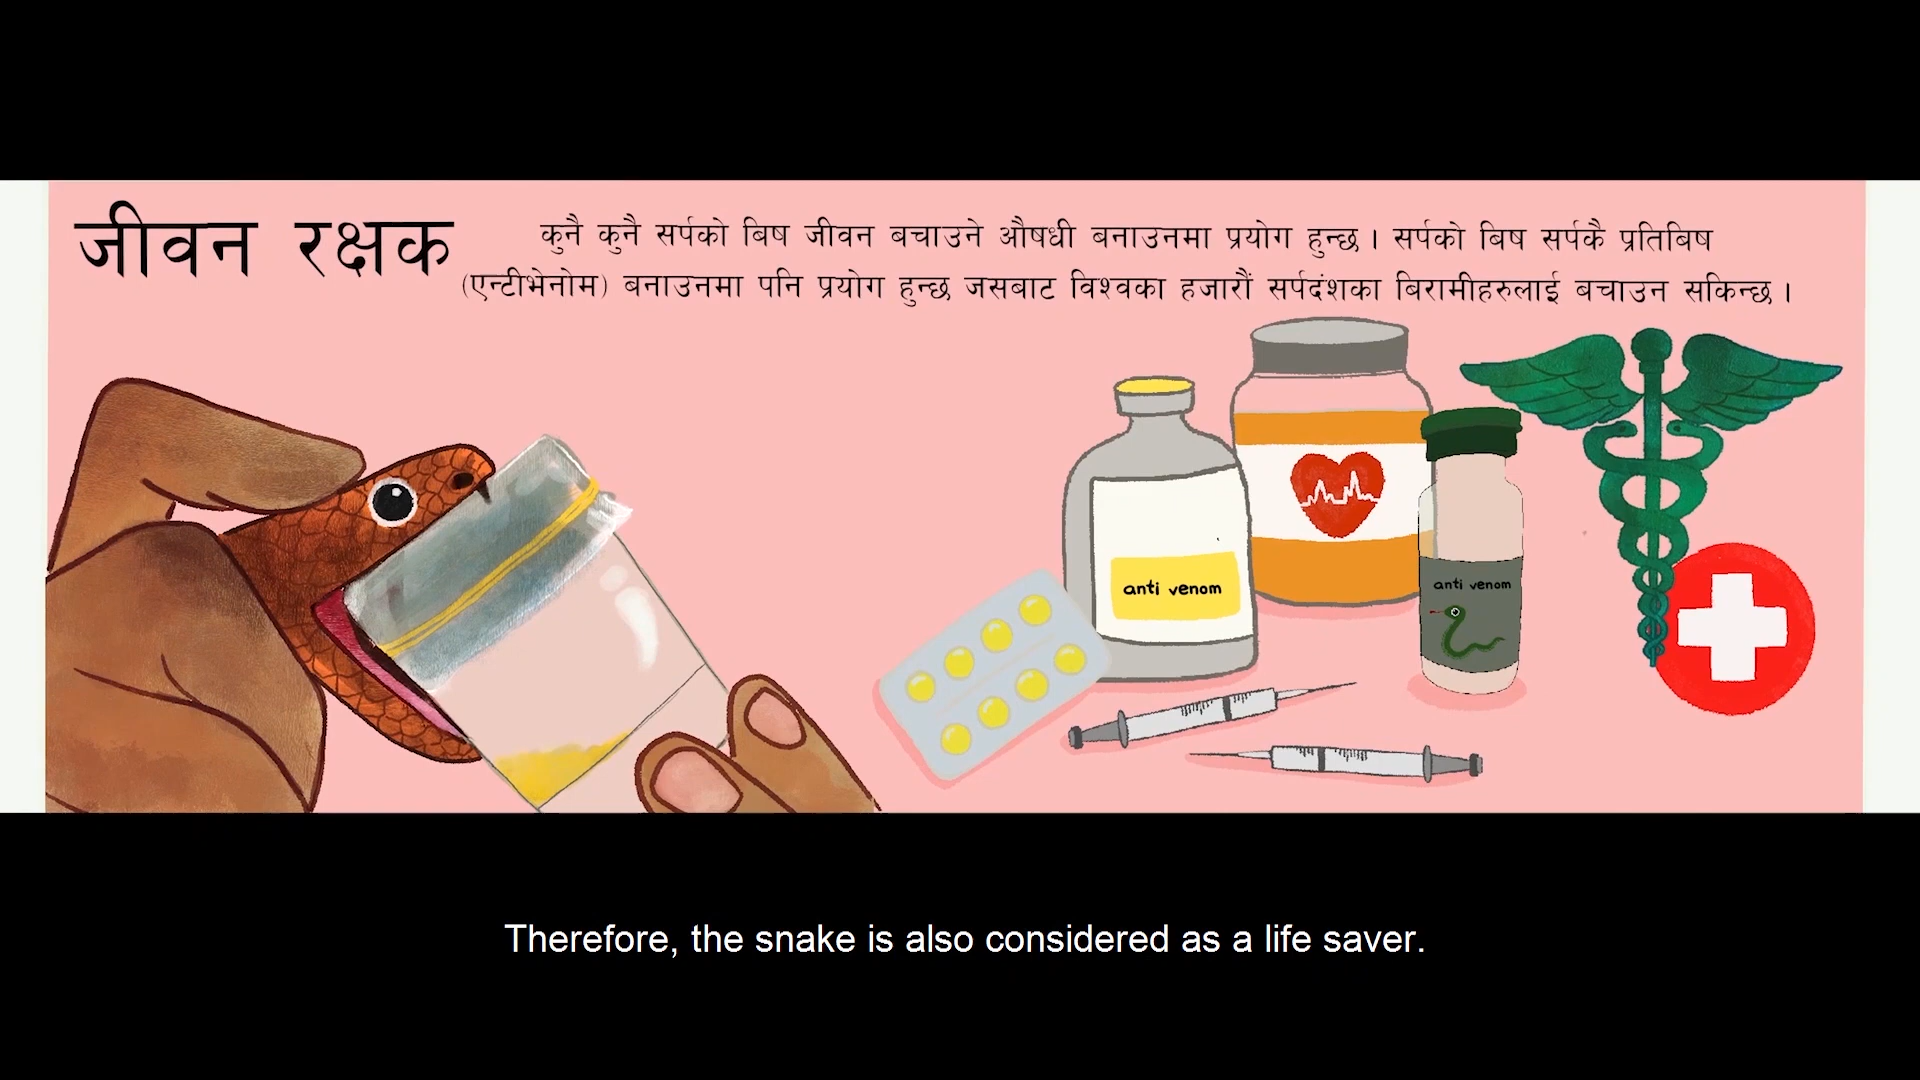 जीवन रक्षक
कुनै कुनै सर्पको बिष जीवन बचाउने औषधी बनाउनमा प्रयोग हुन्छ। सर्पको बिष सर्पकै प्रतिबिष
(एन्टीभेनोम) बनाउनमा पनि प्रयोग हुन्छ जसबाट विश्वका हजारौं सर्पदंशका बिरामीहरुलाई बचाउन सकिन्छ।
anti venom
anti venom
Therefore, the snake is also considered as a life saver.